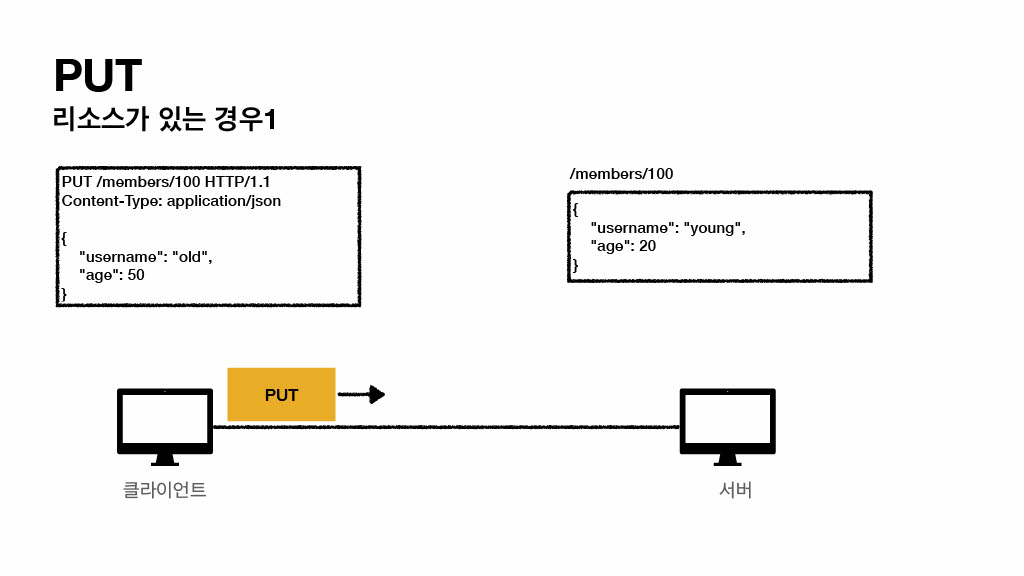 PUT
리소스가 있는 경우1
PUT /members/100 HTTP/1.1
Content-Type: application/json
{
"username": "old",
"age": 50
}
/members/100
{
"username": "young",
"age": 20
}
PUT
클라이언트
서버